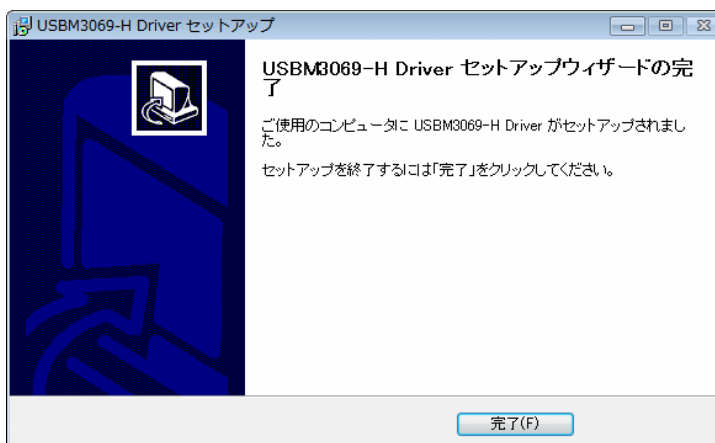 USBM3069-H Driver セットアップ
USBM3069-H Driver セットアップウィザードの完
了
ご使用のコンピュータに USBM3069-H Driver がセットアップされまし
た。
セットアップを終了するには「完了」をクリックしてください。
完了(F)